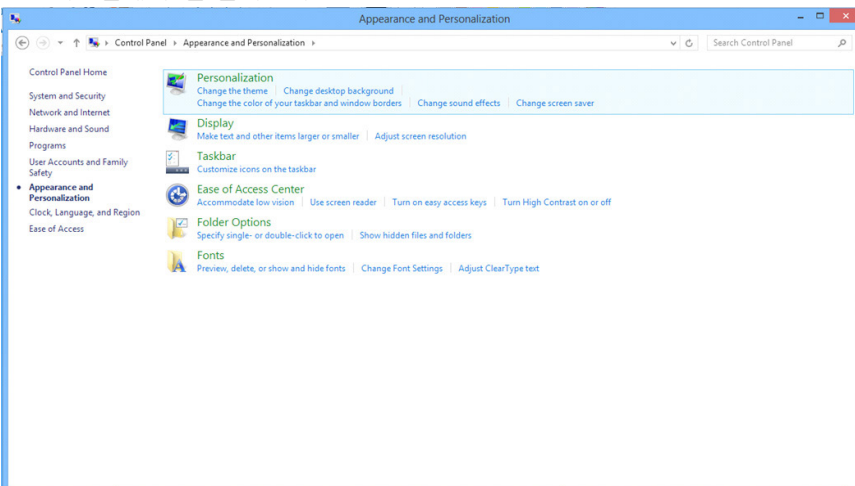 Appearance and Personalization
Control Panel Appearance and Personalization
Search Control Panel
Control Panel Home
System and Security
Network and Internet
Hardware and Sound
Programs
User Accounts and Family
Safety
Appearance and
Personalization
Clock, Language, and Region
Ease of Access
Personalization
Change the theme Change desktop background
Change the color of your taskbar and window borders Change sound effects Change screen saver
Display
Make text and other items larger or smaller Adjust screen resolution
Taskbar
Customize icons on the taskbar
Ease of Access Center
Accommodate low vision Use screen reader Turn on easy access keys Turn High Contrast on or off
Folder Options
Specify single- or double-click to open Show hidden files and folders
Fonts
Preview, delete, or show and hide fonts Change Font Settings Adjust ClearType text